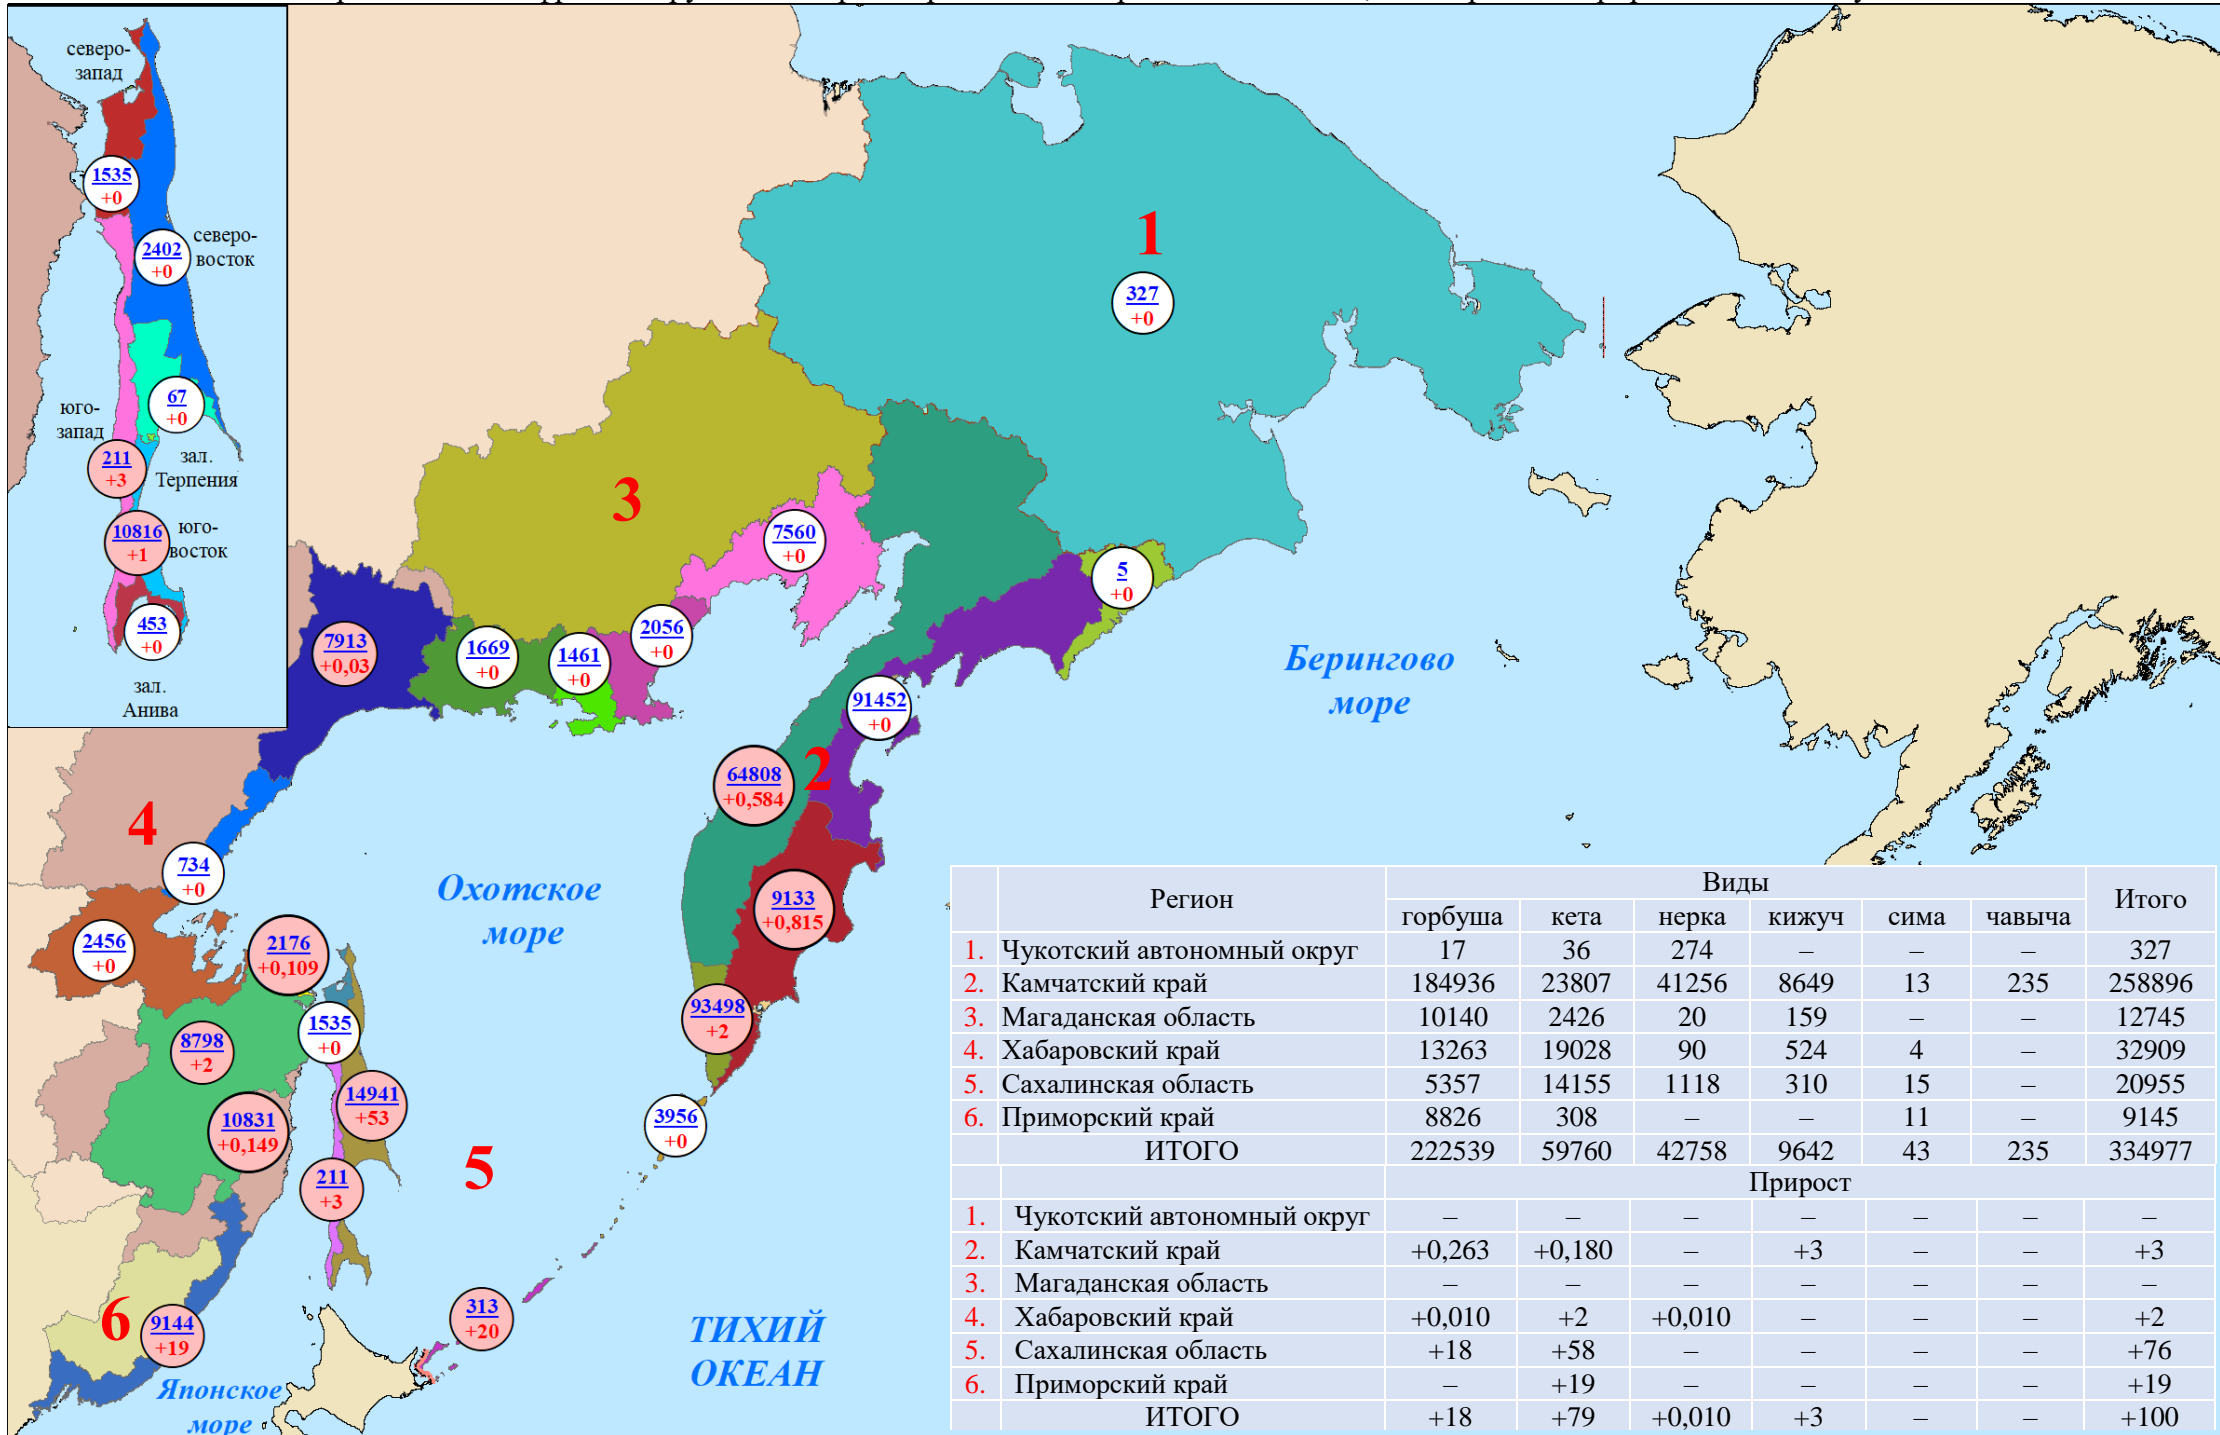 северо-
запад
1535
+0
2402
+0
северо-
восток
67
+0
юго-
запад
211
+3
зал.
Терпения
10816
+1
юго-
восток
453
+0
зал.
Анива
1
327
+0
3
7560
+0
5
+0
7913
+0,03
1669
+0
1461
+0
2056
+0
Берингово
море
91452
+0
64808
+0,584
2
4
734
+0
Охотское
море
9133
+0,815
2456
+0
2176
+0,109
93498
+2
1535
+0
8798
+2
14941
+53
10831
+0,149
3956
+0
5
211
+3
6
9144
+19
313
+20
ТИХИЙ
ОКЕАН
Японское
море
Регион Виды Итого
горбуша кета нерка кижуч сима чавыча
1. Чукотский автономный округ 17 36 274 – – – 327
2. Камчатский край 184936 23807 41256 8649 13 235 258896
3. Магаданская область 10140 2426 20 159 – – 12745
4. Хабаровский край 13263 19028 90 524 4 – 32909
5. Сахалинская область 5357 14155 1118 310 15 – 20955
6. Приморский край 8826 308 – – 11 – 9145
ИТОГО 222539 59760 42758 9642 43 235 334977
Прирост
1. Чукотский автономный округ – – – – – – –
2. Камчатский край +0,263 +0,180 – +3 – – +3
3. Магаданская область – – – – – – –
4. Хабаровский край +0,010 +2 +0,010 – – – +2
5. Сахалинская область +18 +58 – – – – +76
6. Приморский край – +19 – – – – +19
ИТОГО +18 +79 +0,010 +3 – – +100